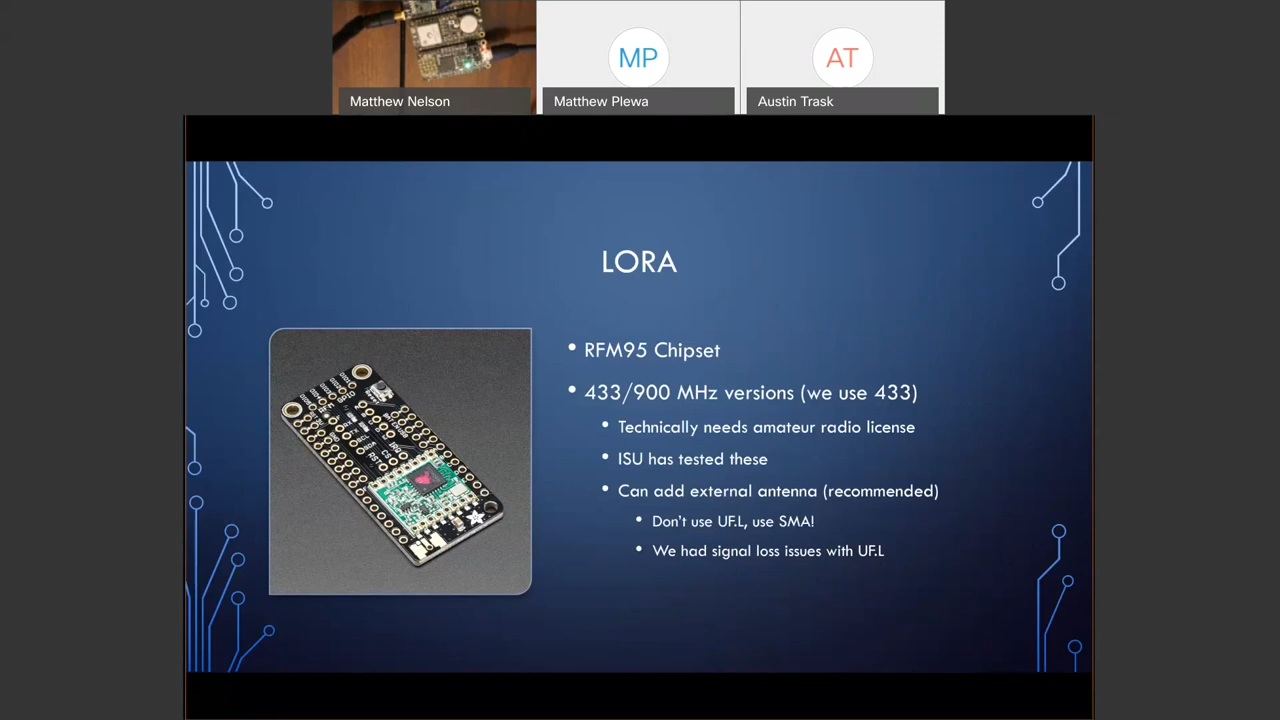 MP
AT
Matthew Nelson
Matthew Plewa
Austin Trask
LORA
• RFM95 Chipset
• 433/900 MHz versions (we use 433)
• Technically needs amateur radio license
• ISU has tested these
• Can add external antenna (recommended)
• Don't use UF.L, use SMA!
• We had signal loss issues with UF.L
RST
CS